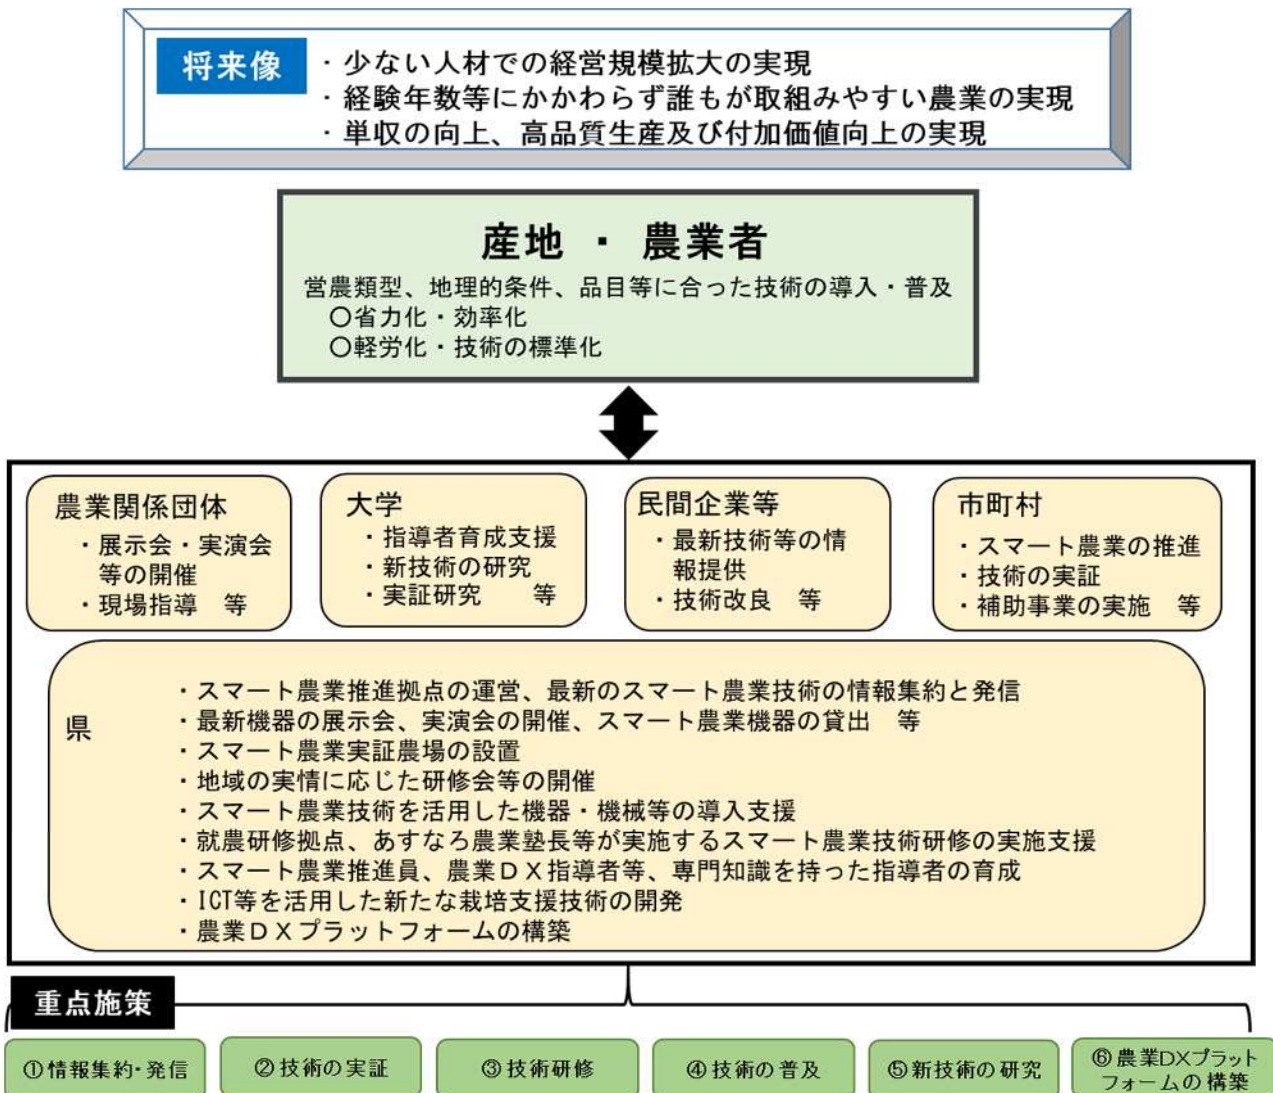 将来像
・少ない人材での経営規模拡大の実現
・経験年数等にかかわらず誰もが取組みやすい農業の実現
・単収の向上、高品質生産及び付加価値向上の実現
産地 ・ 農業者
営農類型、地理的条件、品目等に合った技術の導入・普及
○省力化・効率化
○軽労化・技術の標準化
農業関係団体
・展示会・実演会
等の開催
・現場指導 等
大学
・指導者育成支援
・新技術の研究
・実証研究 等
民間企業等
・最新技術等の情
報提供
・技術改良 等
市町村
・スマート農業の推進
・技術の実証
・補助事業の実施 等
県
・スマート農業推進拠点の運営、最新のスマート農業技術の情報集約と発信
・最新機器の展示会、実演会の開催、スマート農業機器の貸出 等
・スマート農業実証農場の設置
・地域の実情に応じた研修会等の開催
・スマート農業技術を活用した機器・機械等の導入支援
・就農研修拠点、あすなろ農業塾長等が実施するスマート農業技術研修の実施支援
・スマート農業推進員、農業DX指導者等、専門知識を持った指導者の育成
・ICT等を活用した新たな栽培支援技術の開発
・農業DXプラットフォームの構築
重点施策
①情報集約・発信
②技術の実証
③技術研修
④技術の普及
⑤新技術の研究
⑥農業DXプラット
フォームの構築